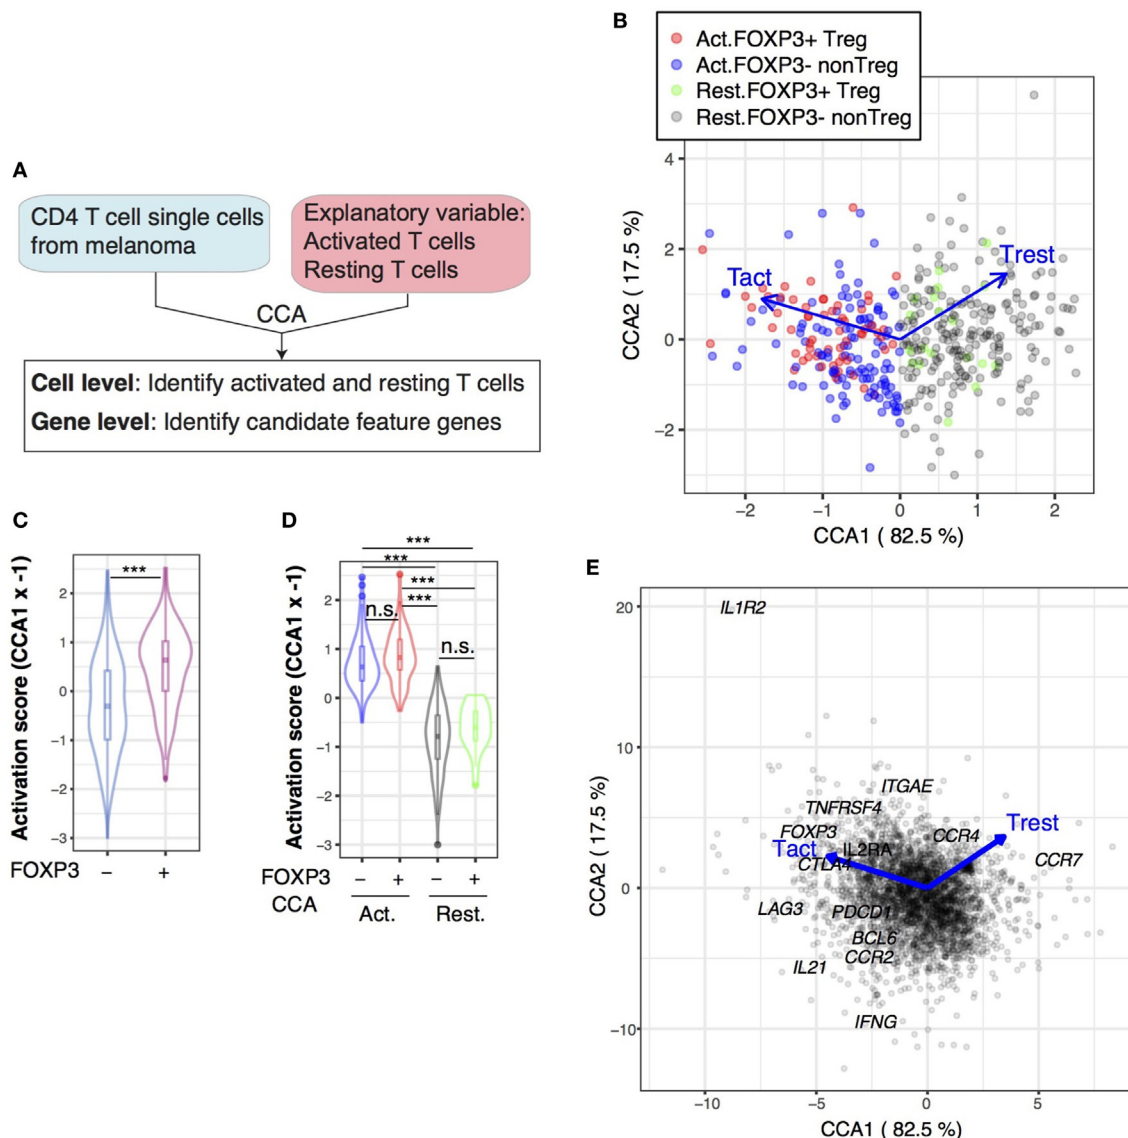 A
CD4 T cell single cells
from melanoma
Explanatory variable:
Activated T cells
Resting T cells
CCA
Cell level: Identify activated and resting T cells
Gene level: Identify candidate feature genes
B
Act.FOXP3+ Treg
Act.FOXP3- nonTreg
Rest.FOXP3+ Treg
Rest.FOXP3- nonTreg
4
2
0
−2
CCA2 ( 17.5 %)
Tact
Trest
−2 −1 0 1 2
CCA1 ( 82.5 %)
C
Activation score (CCA1 x -1)
***
2
1
0
−1
−2
−3
FOXP3 − +
D
Activation score (CCA1 x -1)
***
***
***
***
n.s.
n.s.
2
1
0
−1
−2
−3
FOXP3 − + − +
CCA
Act. Rest.
E
20
10
0
−10
CCA2 ( 17.5 %)
IL1R2
ITGAE
TNFRSF4
FOXP3
CCR4
Trest
Tact
IL2RA
CTLA4
CCR7
LAG3
PDCD1
BCL6
CCR2
IL21
IFNG
−10 −5 0 5
CCA1 ( 82.5 %)